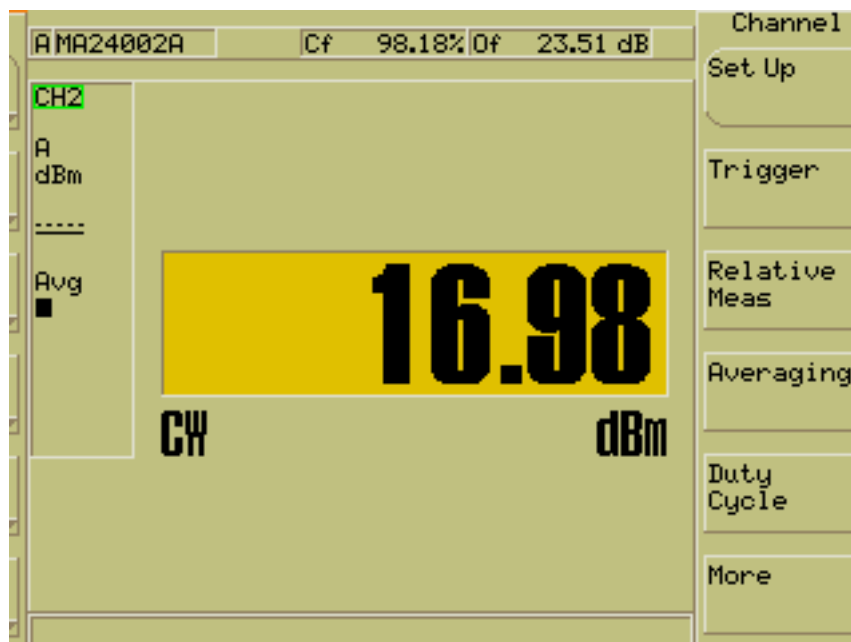 A MA24002A Cf 98.18% Of 23.51 dB
CH2
A
dBm
-----
Avg
16.98
CW dBm
Channel
Set Up
Trigger
Relative
Meas
Averaging
Duty
Cycle
More